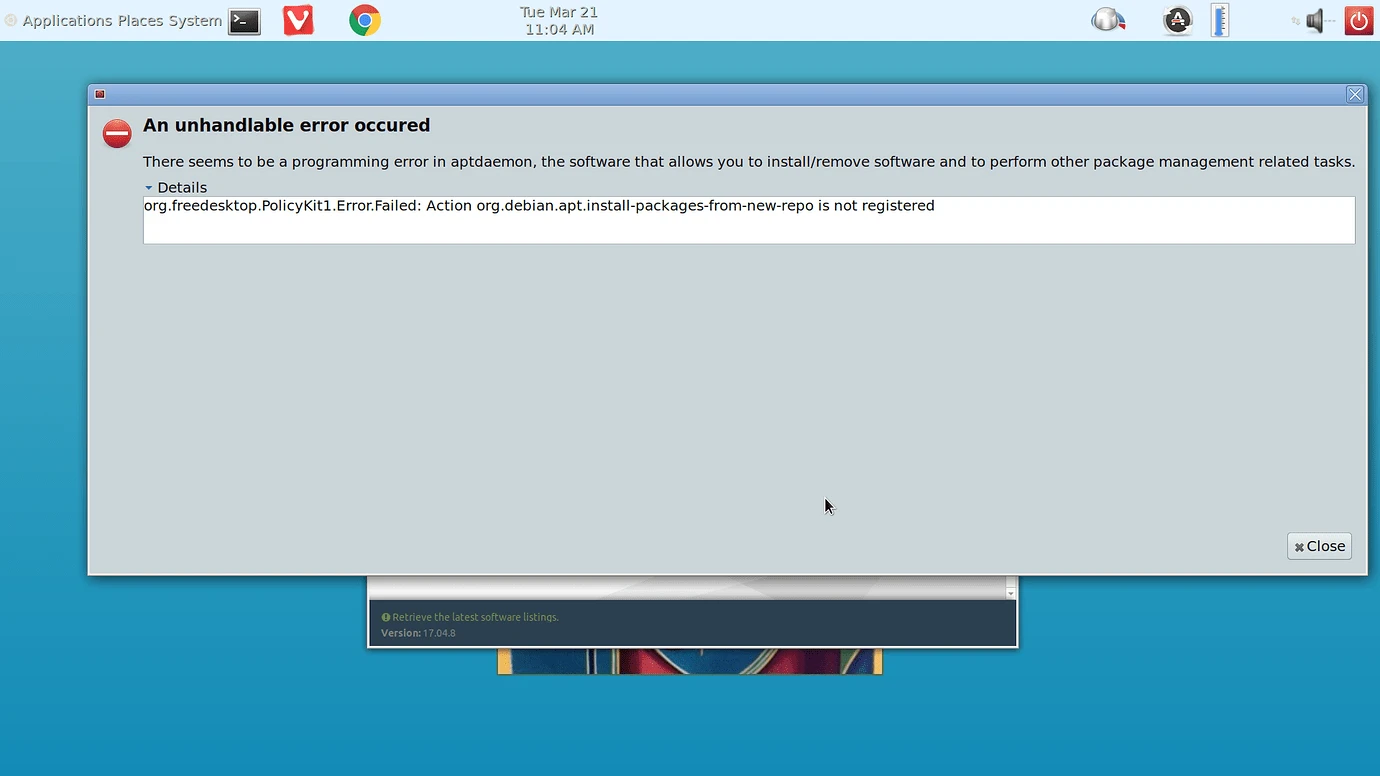 Applications Places System
Tue Mar 21
11:04 AM
An unhandlable error occured
There seems to be a programming error in aptdaemon, the software that allows you to install/remove software and to perform other package management related tasks.
Details
org.freedesktop.PolicyKit1.Error.Failed: Action org.debian.apt.install-packages-from-new-repo is not registered
Close
Retrieve the latest software listings.
Version: 17.04.8